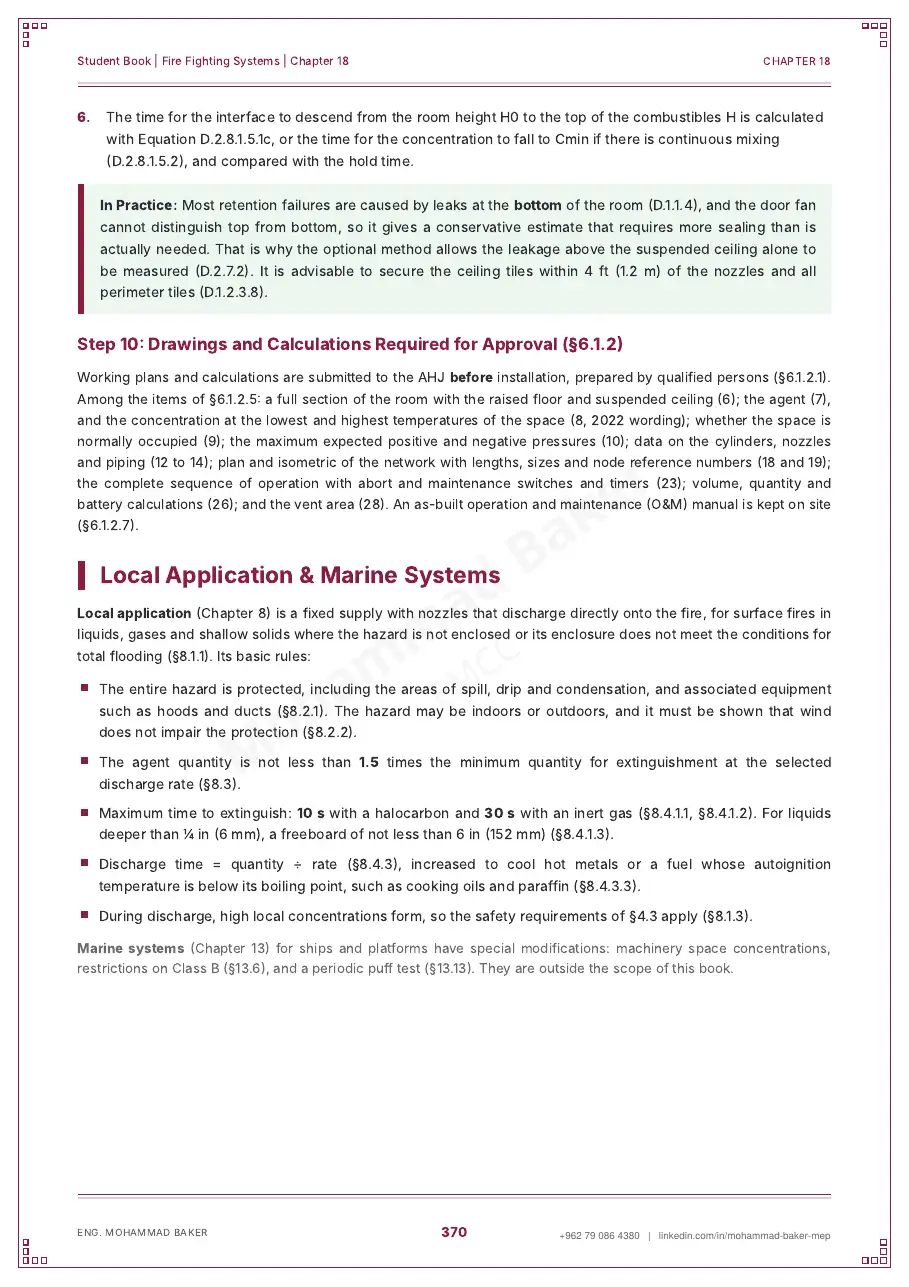 Student Book | Fire Fighting Systems | Chapter 18
CHAPTER 18
6. The time for the interface to descend from the room height H0 to the top of the combustibles H is calculated
with Equation D.2.8.1.5.1c, or the time for the concentration to fall to Cmin if there is continuous mixing
(D.2.8.1.5.2), and compared with the hold time.
In Practice: Most retention failures are caused by leaks at the bottom of the room (D.1.1.4), and the door fan
cannot distinguish top from bottom, so it gives a conservative estimate that requires more sealing than is
actually needed. That is why the optional method allows the leakage above the suspended ceiling alone to
be measured (D.2.7.2). It is advisable to secure the ceiling tiles within 4 ft (1.2 m) of the nozzles and all
perimeter tiles (D.1.2.3.8).
Step 10: Drawings and Calculations Required for Approval (§6.1.2)
Working plans and calculations are submitted to the AHJ before installation, prepared by qualified persons (§6.1.2.1).
Among the items of §6.1.2.5: a full section of the room with the raised floor and suspended ceiling (6); the agent (7),
and the concentration at the lowest and highest temperatures of the space (8, 2022 wording); whether the space is
normally occupied (9); the maximum expected positive and negative pressures (10); data on the cylinders, nozzles
and piping (12 to 14); plan and isometric of the network with lengths, sizes and node reference numbers (18 and 19);
the complete sequence of operation with abort and maintenance switches and timers (23); volume, quantity and
battery calculations (26); and the vent area (28). An as-built operation and maintenance (O&M) manual is kept on site
(§6.1.2.7).
Local Application & Marine Systems
Local application (Chapter 8) is a fixed supply with nozzles that discharge directly onto the fire, for surface fires in
liquids, gases and shallow solids where the hazard is not enclosed or its enclosure does not meet the conditions for
total flooding (§8.1.1). Its basic rules:
The entire hazard is protected, including the areas of spill, drip and condensation, and associated equipment
such as hoods and ducts (§8.2.1). The hazard may be indoors or outdoors, and it must be shown that wind
does not impair the protection (§8.2.2).
The agent quantity is not less than 1.5 times the minimum quantity for extinguishment at the selected
discharge rate (§8.3).
Maximum time to extinguish: 10 s with a halocarbon and 30 s with an inert gas (§8.4.1.1, §8.4.1.2). For liquids
deeper than ¼ in (6 mm), a freeboard of not less than 6 in (152 mm) (§8.4.1.3).
Discharge time = quantity ÷ rate (§8.4.3), increased to cool hot metals or a fuel whose autoignition
temperature is below its boiling point, such as cooking oils and paraffin (§8.4.3.3).
During discharge, high local concentrations form, so the safety requirements of §4.3 apply (§8.1.3).
Marine systems (Chapter 13) for ships and platforms have special modifications: machinery space concentrations,
restrictions on Class B (§13.6), and a periodic puff test (§13.13). They are outside the scope of this book.
ENG. MOHAMMAD BAKER
370
+962 79 086 4380 | linkedin.com/in/mohammad-baker-mep